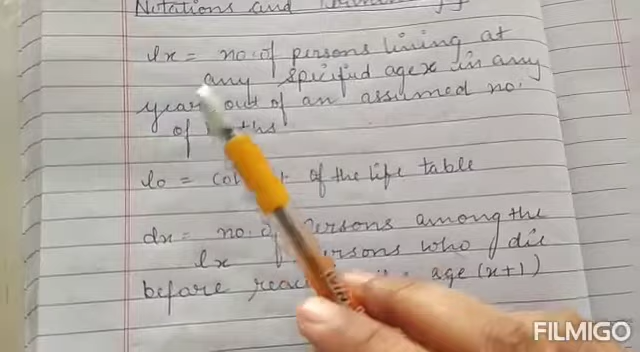 Notations and
lx = no. of persons living at
any specified age x in any
year out of an assumed no.
of
l0 = of the life table
dx = no. of persons among the
lx persons who die
before age (x+1)
FILMIGO